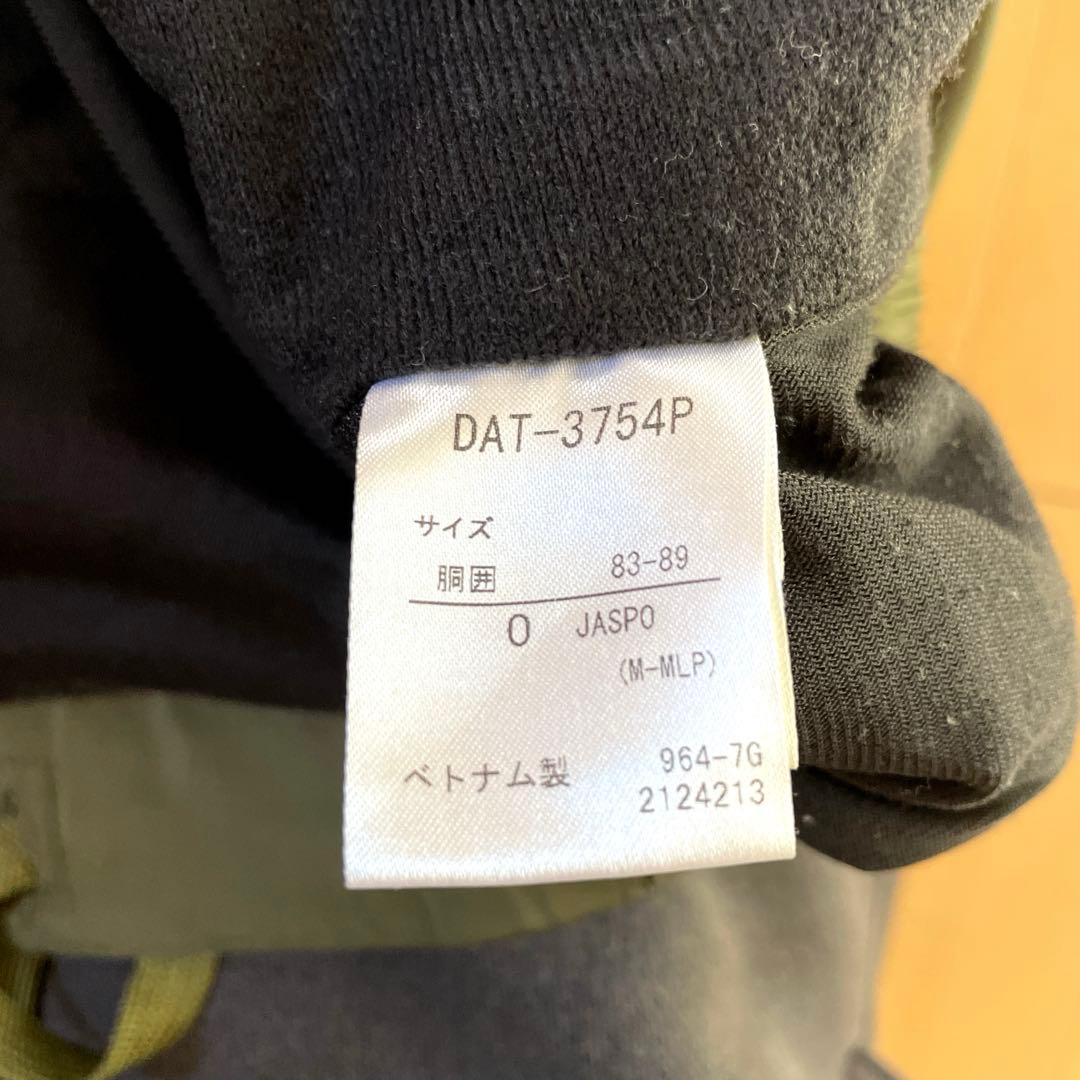 DAT-3754P
サイズ
胴囲 83-89
O JASPO
(M-MLP)
ベトナム製 964-7G
2124213